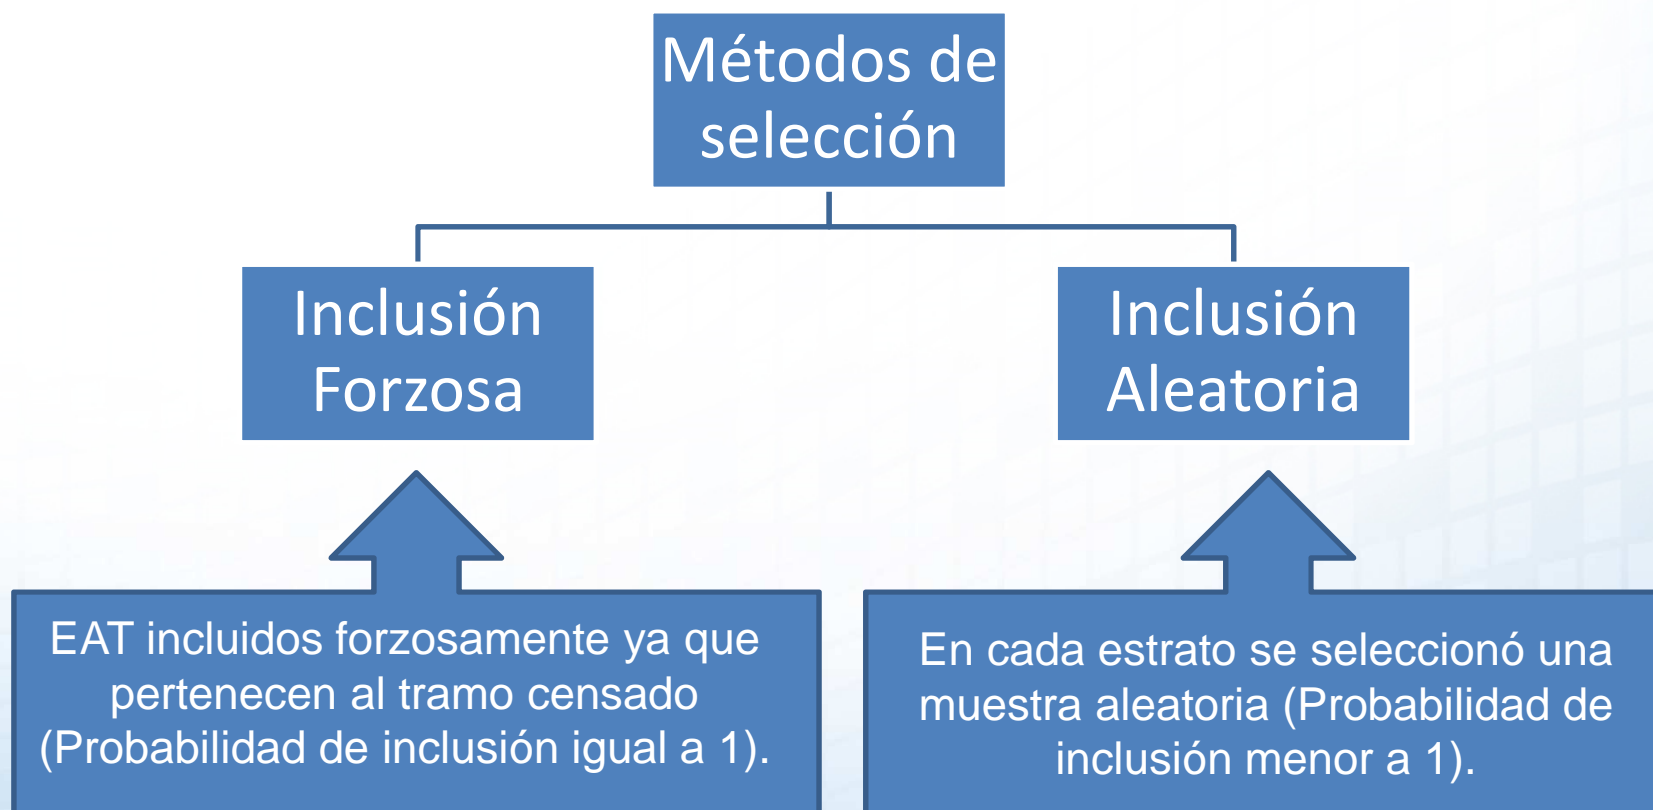 Métodos de
selección
Inclusión
Forzosa
Inclusión
Aleatoria
EAT incluidos forzosamente ya que
pertenecen al tramo censado
(Probabilidad de inclusión igual a 1).
En cada estrato se seleccionó una
muestra aleatoria (Probabilidad de
inclusión menor a 1).